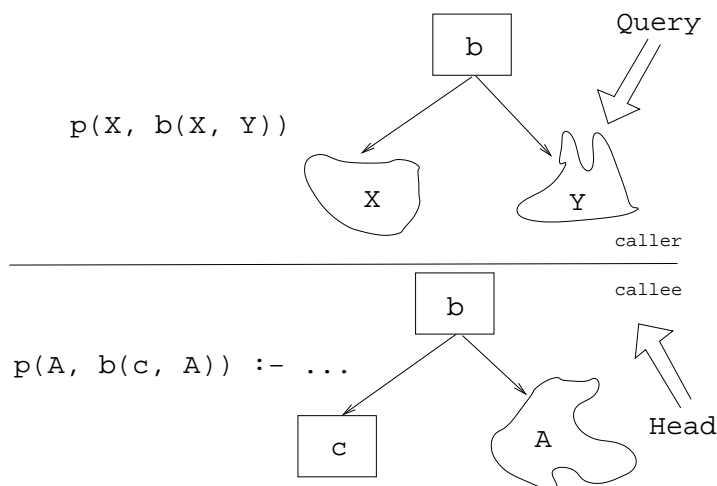 Query
b
p(X, b(X, Y))
X
Y
caller
callee
b
p(A, b(c, A)) :- ...
c
A
Head